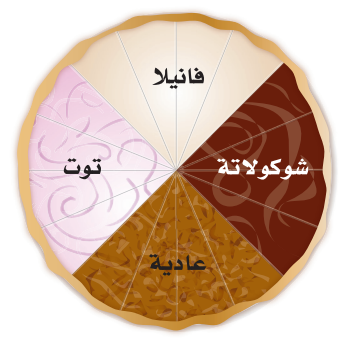 فانيلا
شوكولاتة
توت
عادية